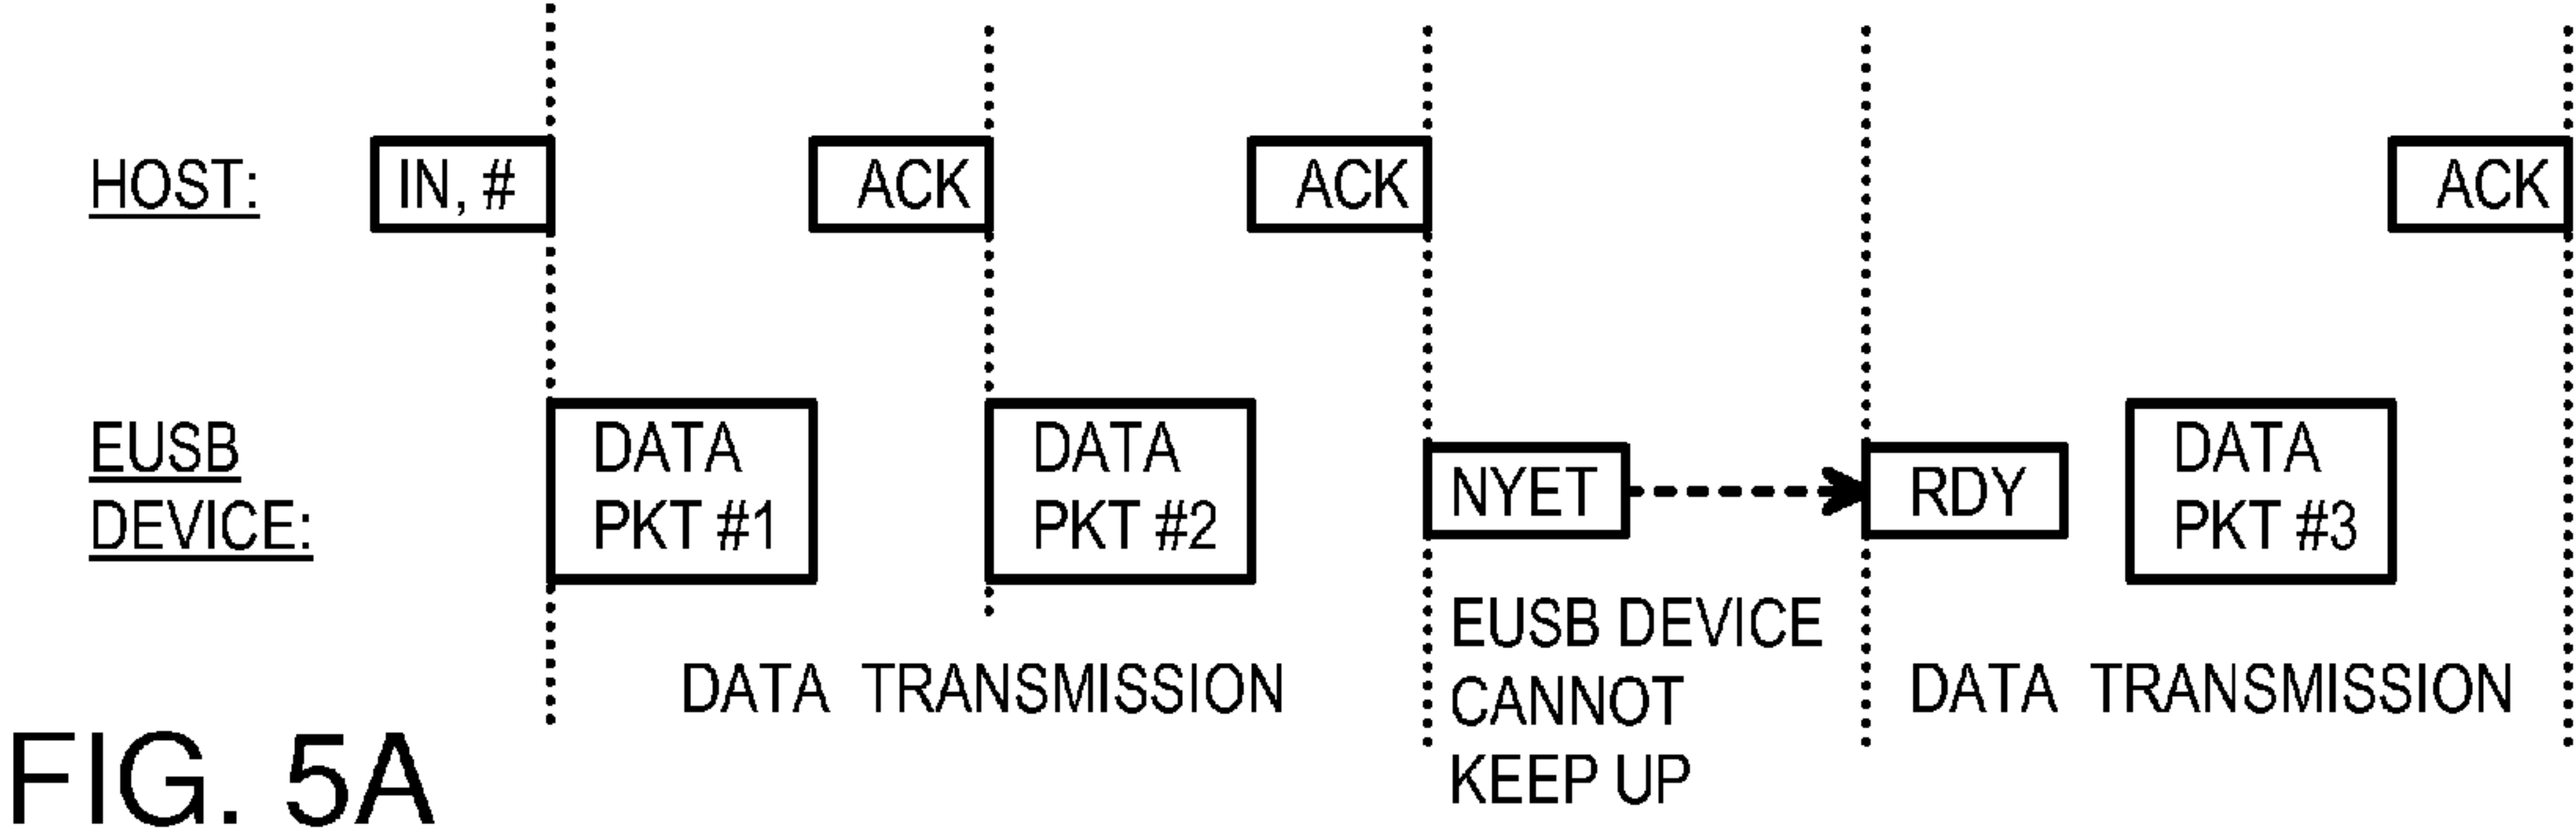 HOST:
IN, #
ACK
ACK
ACK
EUSB
DEVICE:
DATA
PKT #1
DATA
PKT #2
NYET
RDY
DATA
PKT #3
DATA TRANSMISSION
EUSB DEVICE
CANNOT
KEEP UP
DATA TRANSMISSION
FIG. 5A